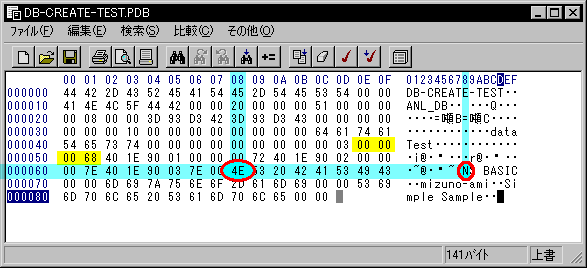 DB-CREATE-TEST.PDB
ファイル(F) 編集(E) 検索(S) 比較(C) その他(O)
00 01 02 03 04 05 06 07 08 09 0A 0B 0C 0D 0E 0F 0123456789ABCDEF
000000 44 42 2D 43 52 45 41 54 45 2D 54 45 53 54 00 00 DB-CREATE-TEST··
000010 41 4E 4C 5F 44 42 00 00 00 00 00 51 00 00 00 ANL_DB·····Q····
000020 00 08 00 00 3D 93 D3 42 3D 93 D3 43 00 00 00 00 ····=塔B=塔C····
000030 00 00 00 10 00 00 00 00 00 00 00 00 64 61 74 61 ············data
000040 54 65 73 74 00 00 00 00 00 00 00 00 03 00 00 Test············
000050 00 68 40 1E 90 01 00 00 00 72 40 1E 90 02 00 00 ·i@·····r@·····
000060 00 7E 40 1E 90 03 7E 00 4E 53 20 42 41 53 49 43 ·~@···~·NS BASIC
000070 00 00 6D 69 7A 75 6E 6F 2D 61 6D 69 00 00 53 69 ··mizuno-ami··Si
000080 6D 70 6C 65 20 53 61 6D 70 6C 65 00 00 mple Sample··
141バイト 上書